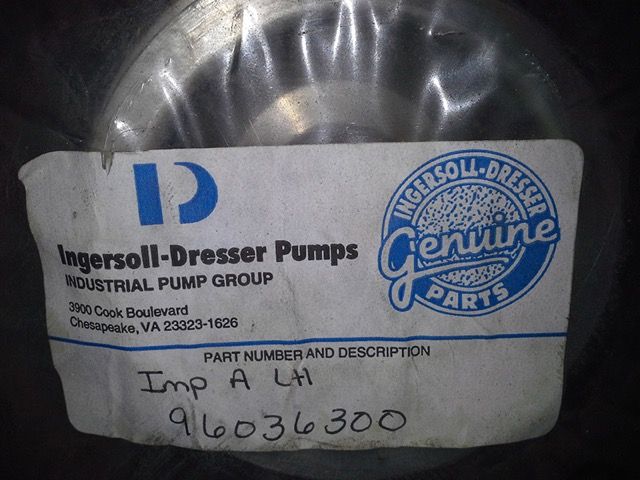 Ingersoll-Dresser Pumps
INDUSTRIAL PUMP GROUP
3900 Cook Boulevard
Chesapeake, VA 23323-1626
INGERSOLL-DRESSER
Genuine
PARTS
PART NUMBER AND DESCRIPTION
Imp A LH
96036300